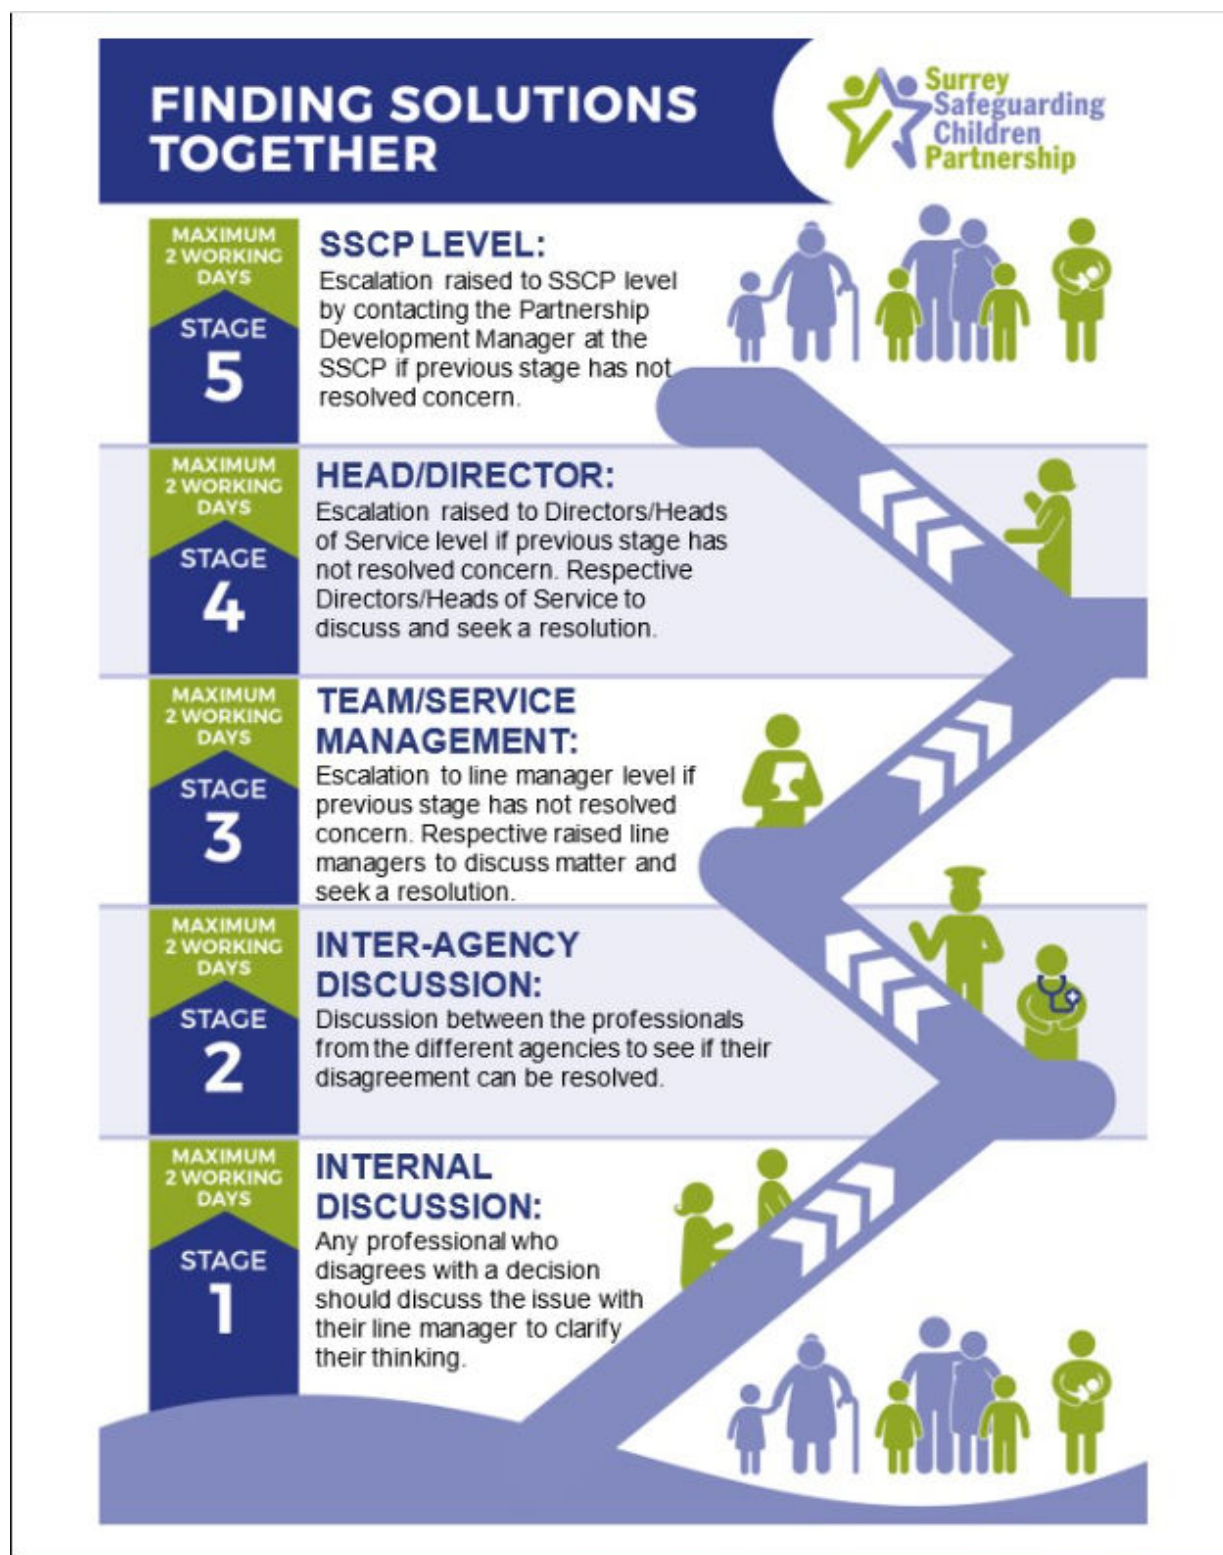 FINDING SOLUTIONS
TOGETHER
Surrey
Safeguarding
Children
Partnership
MAXIMUM
2 WORKING
DAYS
STAGE
5
SSCP LEVEL:
Escalation raised to SSCP level
by contacting the Partnership
Development Manager at the
SSCP if previous stage has not
resolved concern.
MAXIMUM
2 WORKING
DAYS
STAGE
4
HEAD/DIRECTOR:
Escalation raised to Directors/Heads
of Service level if previous stage has
not resolved concern. Respective
Directors/Heads of Service to
discuss and seek a resolution.
MAXIMUM
2 WORKING
DAYS
STAGE
3
TEAM/SERVICE
MANAGEMENT:
Escalation to line manager level if
previous stage has not resolved
concern. Respective raised line
managers to discuss matter and
seek a resolution.
MAXIMUM
2 WORKING
DAYS
STAGE
2
INTER-AGENCY
DISCUSSION:
Discussion between the professionals
from the different agencies to see if their
disagreement can be resolved.
MAXIMUM
2 WORKING
DAYS
STAGE
1
INTERNAL
DISCUSSION:
Any professional who
disagrees with a decision
should discuss the issue with
their line manager to clarify
their thinking.